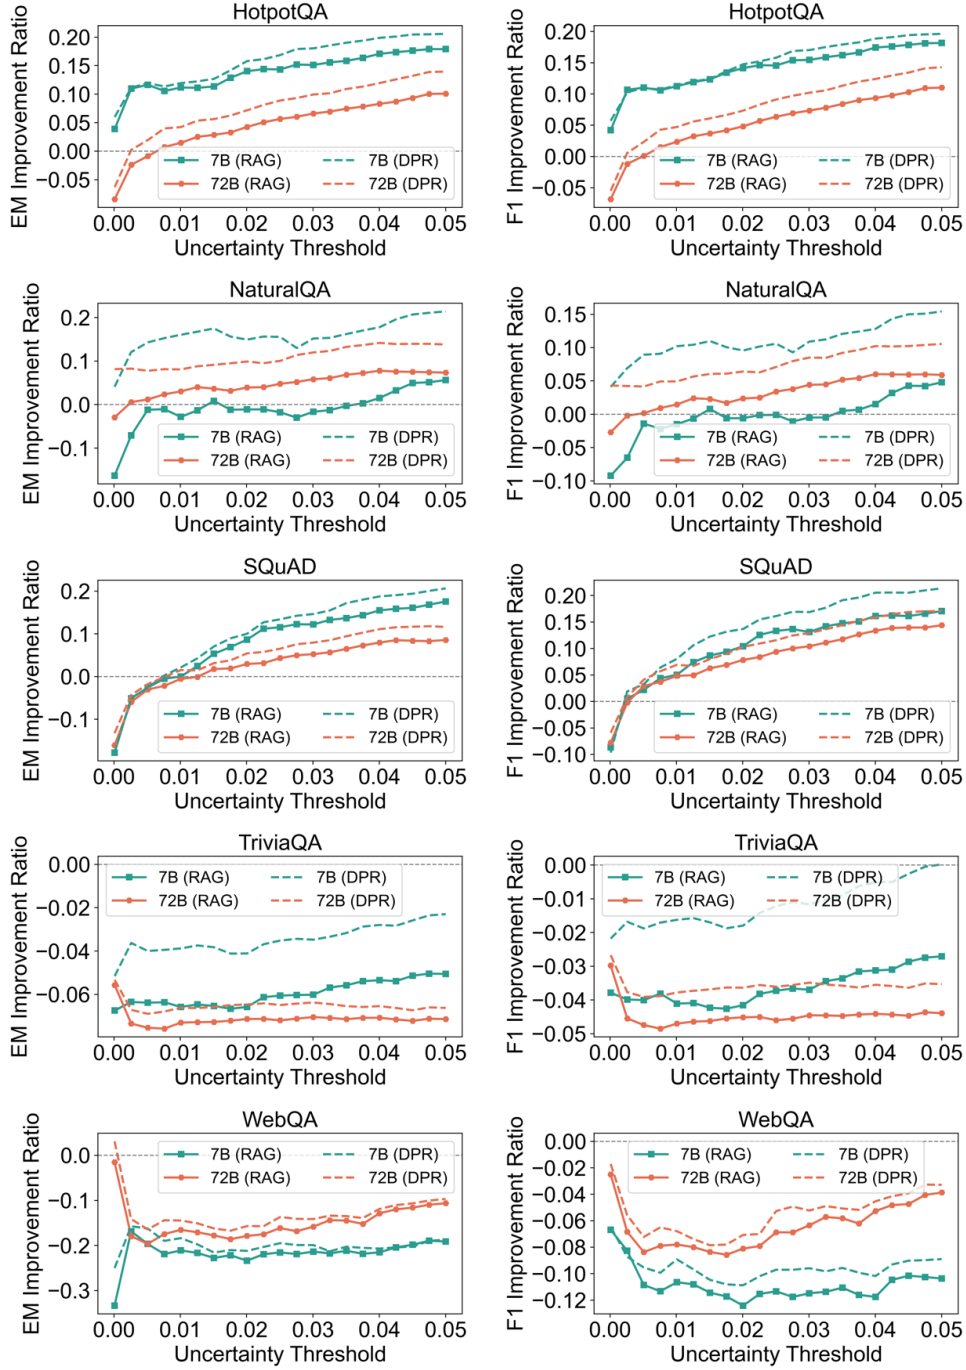 HotpotQA
EM Improvement Ratio
0.20
0.15
0.10
0.05
0.00
−0.05
7B (RAG) 7B (DPR)
72B (RAG) 72B (DPR)
0.00 0.01 0.02 0.03 0.04 0.05
Uncertainty Threshold
HotpotQA
F1 Improvement Ratio
0.20
0.15
0.10
0.05
0.00
−0.05
7B (RAG) 7B (DPR)
72B (RAG) 72B (DPR)
0.00 0.01 0.02 0.03 0.04 0.05
Uncertainty Threshold
NaturalQA
EM Improvement Ratio
0.2
0.1
0.0
−0.1
7B (RAG) 7B (DPR)
72B (RAG) 72B (DPR)
0.00 0.01 0.02 0.03 0.04 0.05
Uncertainty Threshold
NaturalQA
F1 Improvement Ratio
0.15
0.10
0.05
0.00
−0.05
−0.10
7B (RAG) 7B (DPR)
72B (RAG) 72B (DPR)
0.00 0.01 0.02 0.03 0.04 0.05
Uncertainty Threshold
SQuAD
EM Improvement Ratio
0.2
0.1
0.0
−0.1
7B (RAG) 7B (DPR)
72B (RAG) 72B (DPR)
0.00 0.01 0.02 0.03 0.04 0.05
Uncertainty Threshold
SQuAD
F1 Improvement Ratio
0.20
0.15
0.10
0.05
0.00
−0.05
−0.10
7B (RAG) 7B (DPR)
72B (RAG) 72B (DPR)
0.00 0.01 0.02 0.03 0.04 0.05
Uncertainty Threshold
TriviaQA
EM Improvement Ratio
0.00
−0.02
−0.04
−0.06
7B (RAG) 7B (DPR)
72B (RAG) 72B (DPR)
0.00 0.01 0.02 0.03 0.04 0.05
Uncertainty Threshold
TriviaQA
F1 Improvement Ratio
0.00
−0.01
−0.02
−0.03
−0.04
−0.05
7B (RAG) 7B (DPR)
72B (RAG) 72B (DPR)
0.00 0.01 0.02 0.03 0.04 0.05
Uncertainty Threshold
WebQA
EM Improvement Ratio
0.0
−0.1
−0.2
−0.3
7B (RAG) 7B (DPR)
72B (RAG) 72B (DPR)
0.00 0.01 0.02 0.03 0.04 0.05
Uncertainty Threshold
WebQA
F1 Improvement Ratio
0.00
−0.02
−0.04
−0.06
−0.08
−0.10
−0.12
7B (RAG) 7B (DPR)
72B (RAG) 72B (DPR)
0.00 0.01 0.02 0.03 0.04 0.05
Uncertainty Threshold